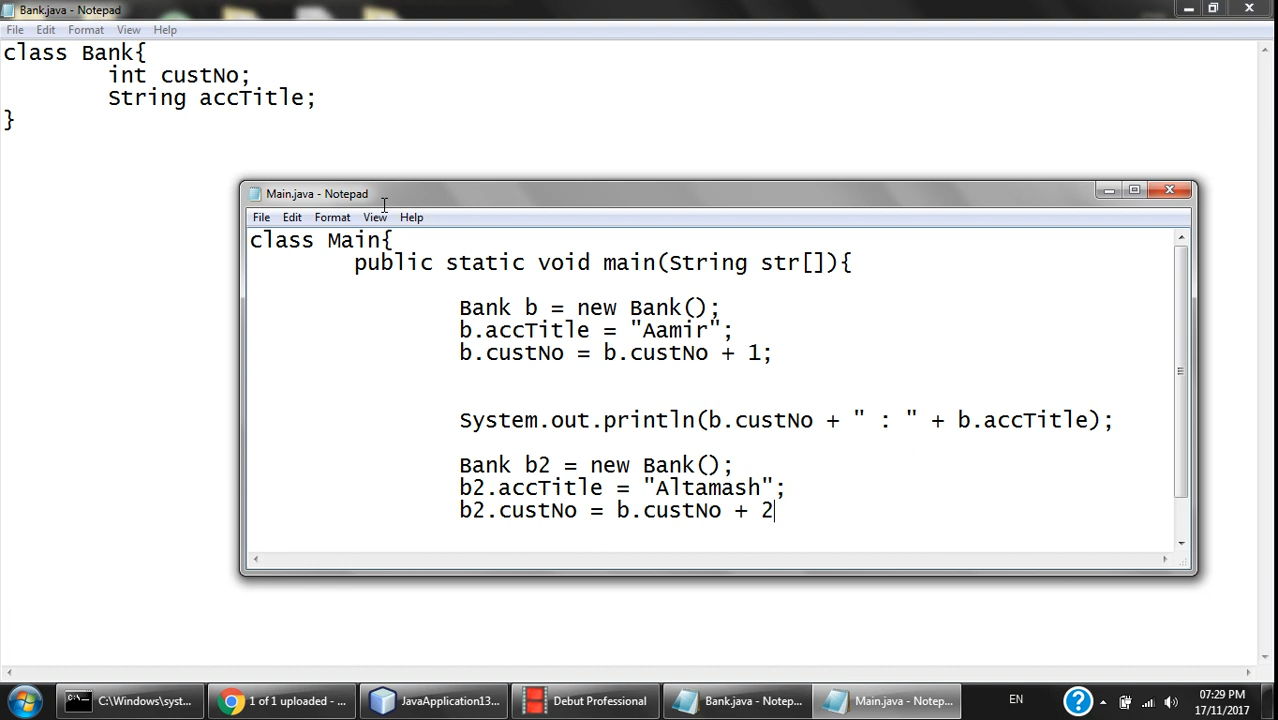 Bank.java - Notepad
File Edit Format View Help
class Bank{
int custNo;
String accTitle;
}
Main.java - Notepad
File Edit Format View Help
class Main{
public static void main(String str[]){
Bank b = new Bank();
b.accTitle = "Aamir";
b.custNo = b.custNo + 1;
System.out.println(b.custNo + " : " + b.accTitle);
Bank b2 = new Bank();
b2.accTitle = "Altamash";
b2.custNo = b.custNo + 2
C:\Windows\syst... 1 of 1 uploaded - ... JavaApplication13... Debut Professional Bank.java - Notep... Main.java - Notep... EN 07:29 PM
17/11/2017